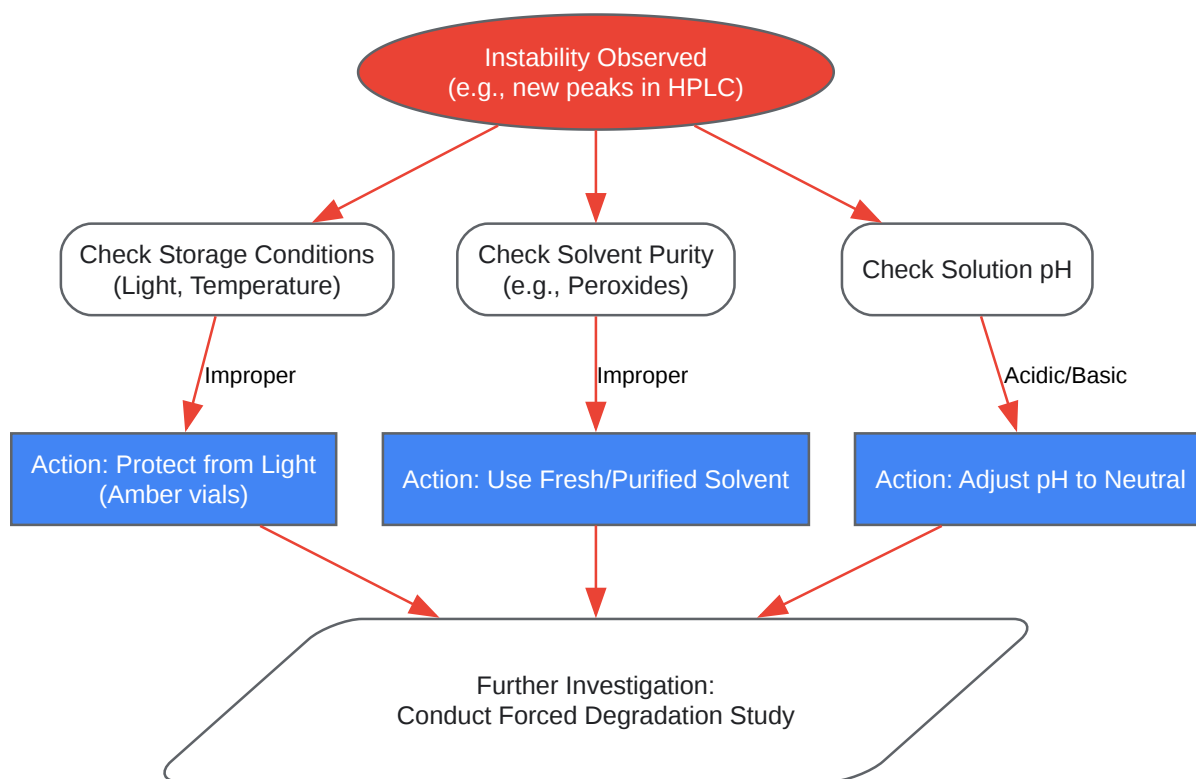 Instability Observed
(e.g., new peaks in HPLC)
Check Storage Conditions
(Light, Temperature)
Check Solvent Purity
(e.g., Peroxides)
Check Solution pH
Improper
Improper
Acidic/Basic
Action: Protect from Light
(Amber vials)
Action: Use Fresh/Purified Solvent
Action: Adjust pH to Neutral
Further Investigation:
Conduct Forced Degradation Study